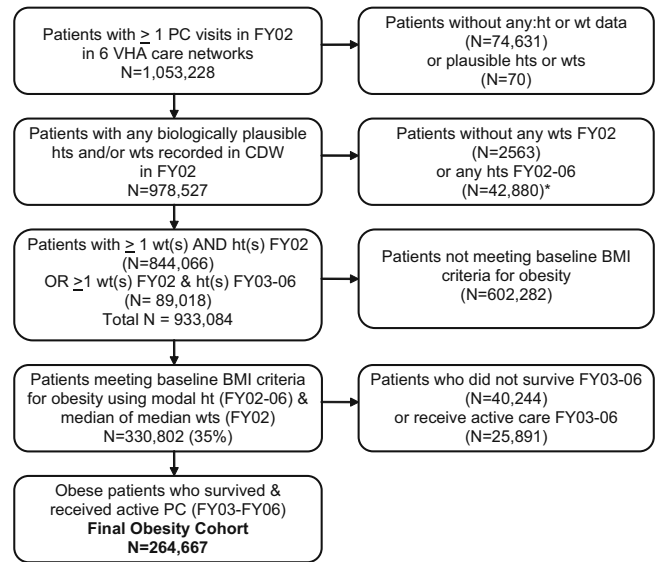 Patients with ≥ 1 PC visits in FY02
in 6 VHA care networks
N=1,053,228
Patients without any:ht or wt data
(N=74,631)
or plausible hts or wts
(N=70)
Patients with any biologically plausible
hts and/or wts recorded in CDW
in FY02
N=978,527
Patients without any wts FY02
(N=2563)
or any hts FY02-06
(N=42,880)*
Patients with ≥ 1 wt(s) AND ht(s) FY02
(N=844,066)
OR ≥1 wt(s) FY02 & ht(s) FY03-06
(N= 89,018)
Total N = 933,084
Patients not meeting baseline BMI
criteria for obesity
(N=602,282)
Patients meeting baseline BMI criteria
for obesity using modal ht (FY02-06) &
median of median wts (FY02)
N=330,802 (35%)
Patients who did not survive FY03-06
(N=40,244)
or receive active care FY03-06
(N=25,891)
Obese patients who survived &
received active PC (FY03-FY06)
Final Obesity Cohort
N=264,667